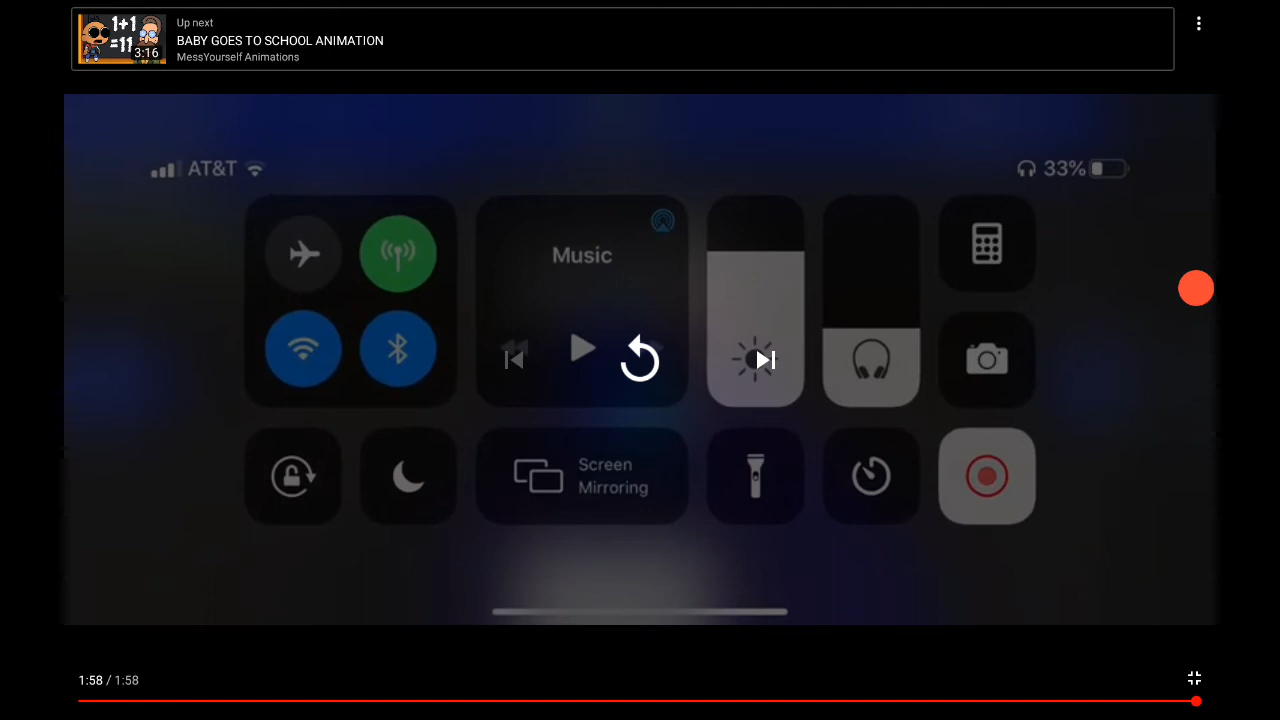 1+1
=11
3:16
Up next
BABY GOES TO SCHOOL ANIMATION
MessYourself Animations
AT&T
33%
Music
Screen
Mirroring
1:58 / 1:58